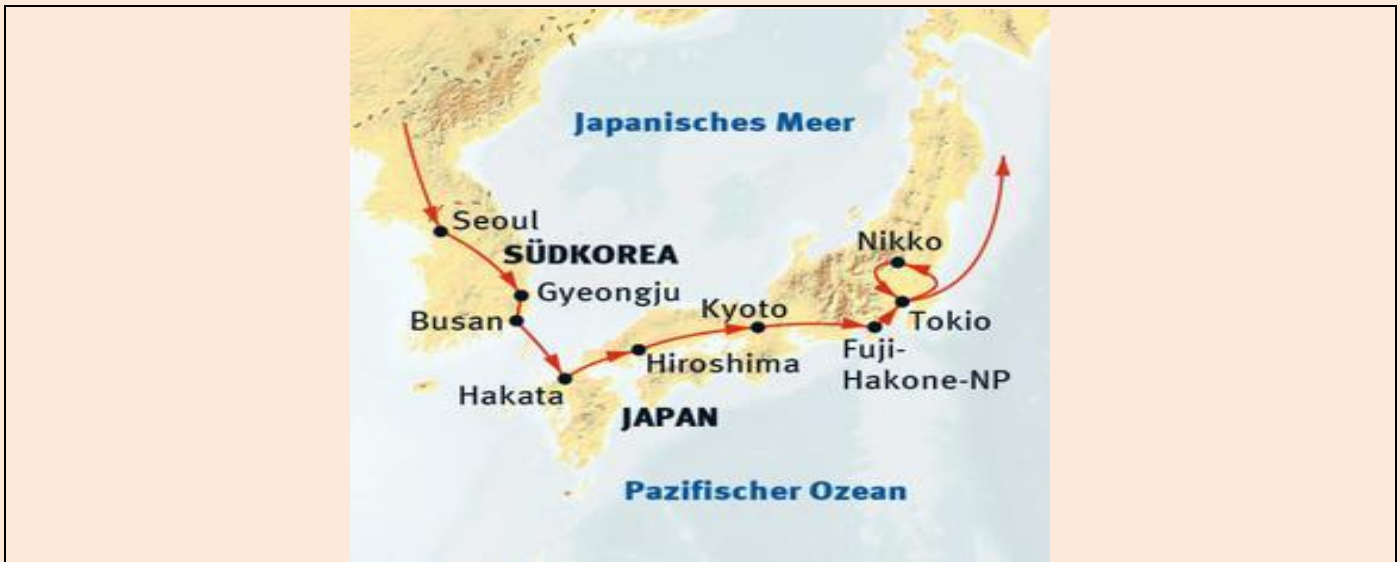 Japanisches Meer
Seoul
SÜDKOREA
Nikko
Gyeongju
Kyoto
Busan
Tokio
Hiroshima
Fuji-
Hakone-NP
Hakata
JAPAN
Pazifischer Ozean